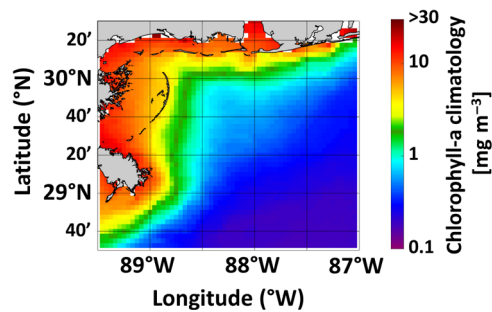 Latitude (°N)
20′
30°N
40′
20′
29°N
40′
89°W
88°W
87°W
Longitude (°W)
>30
10
1
0.1
Chlorophyll-a climatology
[mg m⁻³]